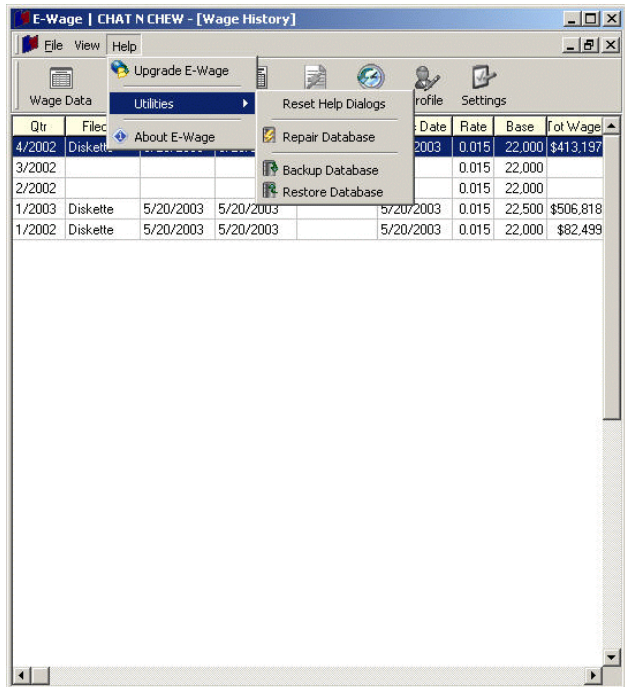 E-Wage | CHAT N CHEW - [Wage History]
File View Help
Upgrade E-Wage
Utilities
About E-Wage
Reset Help Dialogs
Repair Database
Backup Database
Restore Database
Wage Data rofile Settings
Qtr Filed Date Rate Base Tot Wage
4/2002 Diskette 2003 0.015 22,000 $413,197
3/2002 0.015 22,000
2/2002 0.015 22,000
1/2003 Diskette 5/20/2003 5/20/2003 5/20/2003 0.015 22,500 $506,818
1/2002 Diskette 5/20/2003 5/20/2003 5/20/2003 0.015 22,000 $82,499